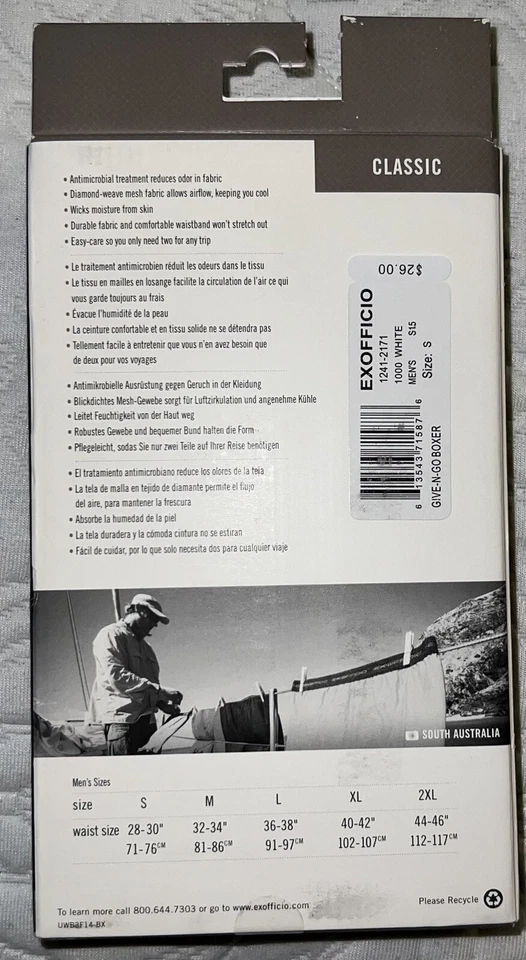 CLASSIC
• Antimicrobial treatment reduces odor in fabric
• Diamond-weave mesh fabric allows airflow, keeping you cool
• Wicks moisture from skin
• Durable fabric and comfortable waistband won't stretch out
• Easy-care so you only need two for any trip
• Le traitement antimicrobien réduit les odeurs dans le tissu
• Le tissu en mailles en losange facilite la circulation de l'air ce qui
vous garde toujours au frais
• Évacue l'humidité de la peau
• La ceinture confortable et en tissu solide ne se détendra pas
• Tellement facile à entretenir que vous n'en avez besoin que
de deux pour vos voyages
• Antimikrobielle Ausrüstung gegen Geruch in der Kleidung
• Blickdichtes Mesh-Gewebe sorgt für Luftzirkulation und angenehme Kühle
• Leitet Feuchtigkeit von der Haut weg
• Robustes Gewebe und bequemer Bund halten die Form
• Pflegeleicht, sodas Sie nur zwei Teile auf Ihrer Reise benötigen
• El tratamiento antimicrobiano reduce los olores de la tela
• La tela de malla en tejido de diamante permite el flujo
del aire, para mantener la frescura
• Absorbe la humedad de la piel
• La tela duradera y la cómoda cintura no se estiran
• Fácil de cuidar, por lo que solo necesita dos para cualquier viaje
$26.00
EXOFFICIO
1241-2171
1000 WHITE
MEN'S S15
Size: S
6 13543 71587 6
GIVE-N-GO BOXER
SOUTH AUSTRALIA
Men's Sizes
size S M L XL 2XL
waist size 28-30" 32-34" 36-38" 40-42" 44-46"
71-76CM 81-86CM 91-97CM 102-107CM 112-117CM
To learn more call 800.644.7303 or go to www.exofficio.com
Please Recycle
UWB3F14-BX